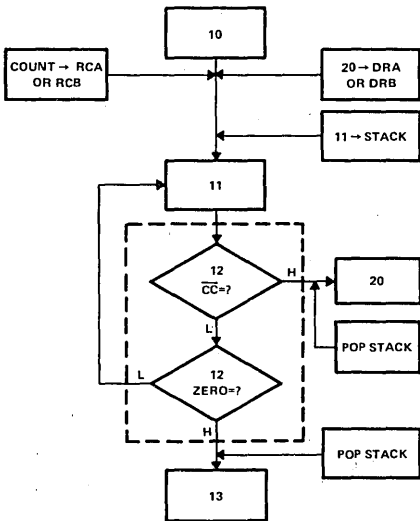 10
COUNT → RCA
OR RCB
20 → DRA
OR DRB
11 → STACK
11
12
C̅C̅=?
H
20
L
POP STACK
12
ZERO=?
L
H
POP STACK
13